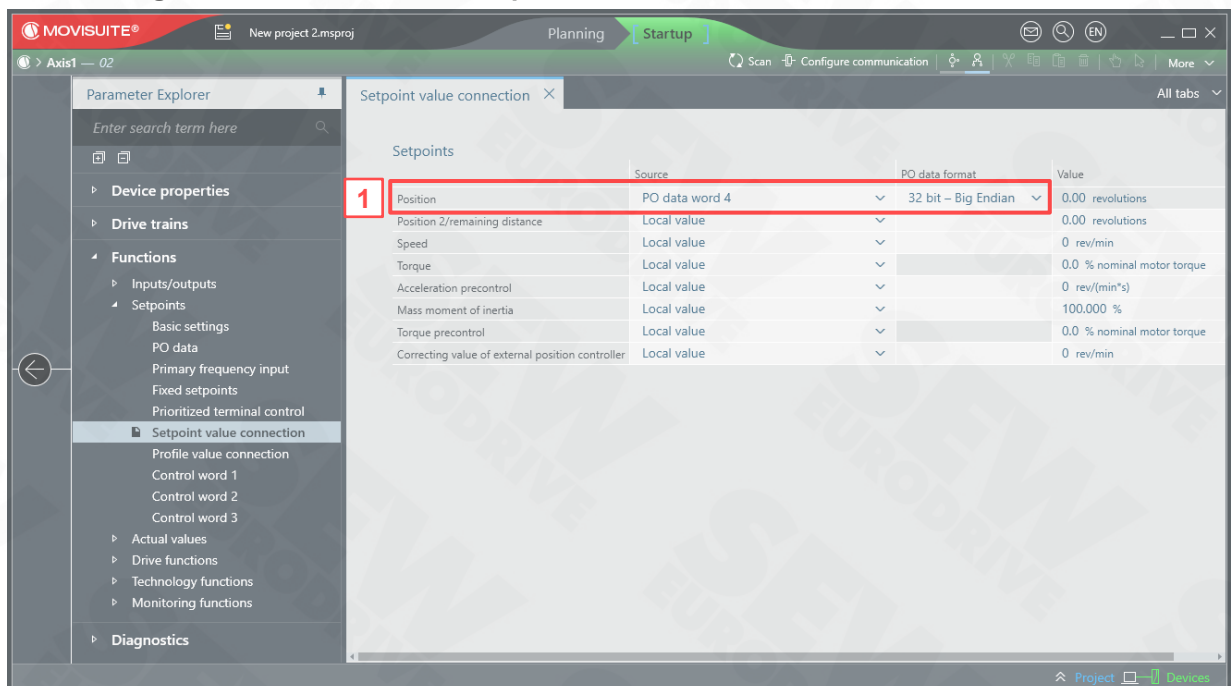 MOVISUITE® New project 2.msproj Planning [ Startup ] EN
> Axis1 — 02 Scan Configure communication More
Parameter Explorer Setpoint value connection All tabs
Enter search term here
Setpoints
Source PO data format Value
Device properties
1 Position PO data word 4 32 bit – Big Endian 0.00 revolutions
Position 2/remaining distance Local value 0.00 revolutions
Drive trains
Speed Local value 0 rev/min
Functions
Torque Local value 0.0 % nominal motor torque
Inputs/outputs
Acceleration precontrol Local value 0 rev/(min*s)
Setpoints
Mass moment of inertia Local value 100.000 %
Basic settings
Torque precontrol Local value 0.0 % nominal motor torque
PO data
Correcting value of external position controller Local value 0 rev/min
Primary frequency input
Fixed setpoints
Prioritized terminal control
Setpoint value connection
Profile value connection
Control word 1
Control word 2
Control word 3
Actual values
Drive functions
Technology functions
Monitoring functions
Diagnostics
Project Devices
SEW
EURODRIVE